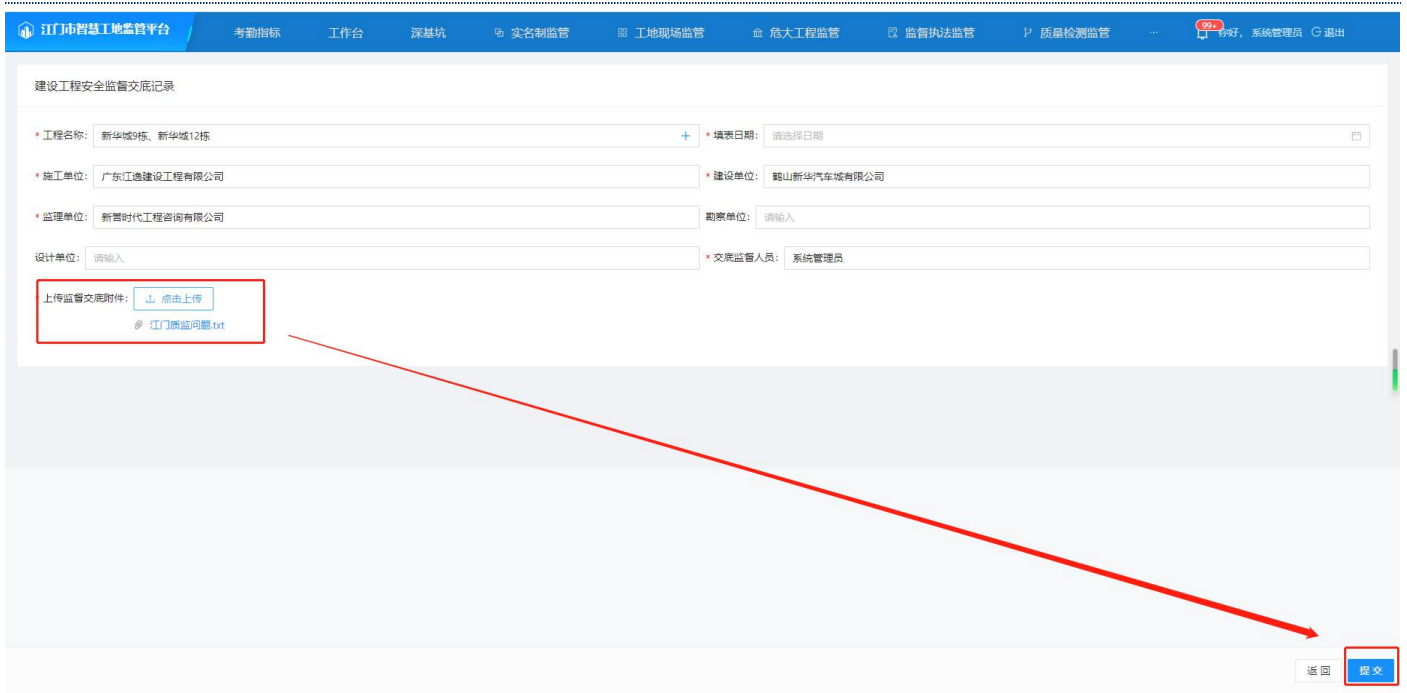 江门市智慧工地监管平台 考勤指标 工作台 深基坑 实名制监管 工地现场监管 危大工程监管 监督执法监管 质量检测监管 ... 99+ 你好，系统管理员 退出
建设工程安全监督交底记录
* 工程名称： 新华城9栋、新华城12栋 + * 填表日期： 请选择日期
* 施工单位： 广东江逸建设工程有限公司 * 建设单位： 鹤山新华汽车城有限公司
* 监理单位： 新誉时代工程咨询有限公司 勘察单位： 请输入
设计单位： 请输入 * 交底监督人员： 系统管理员
* 上传监督交底附件： 点击上传
江门质监问题.txt
返回 提交